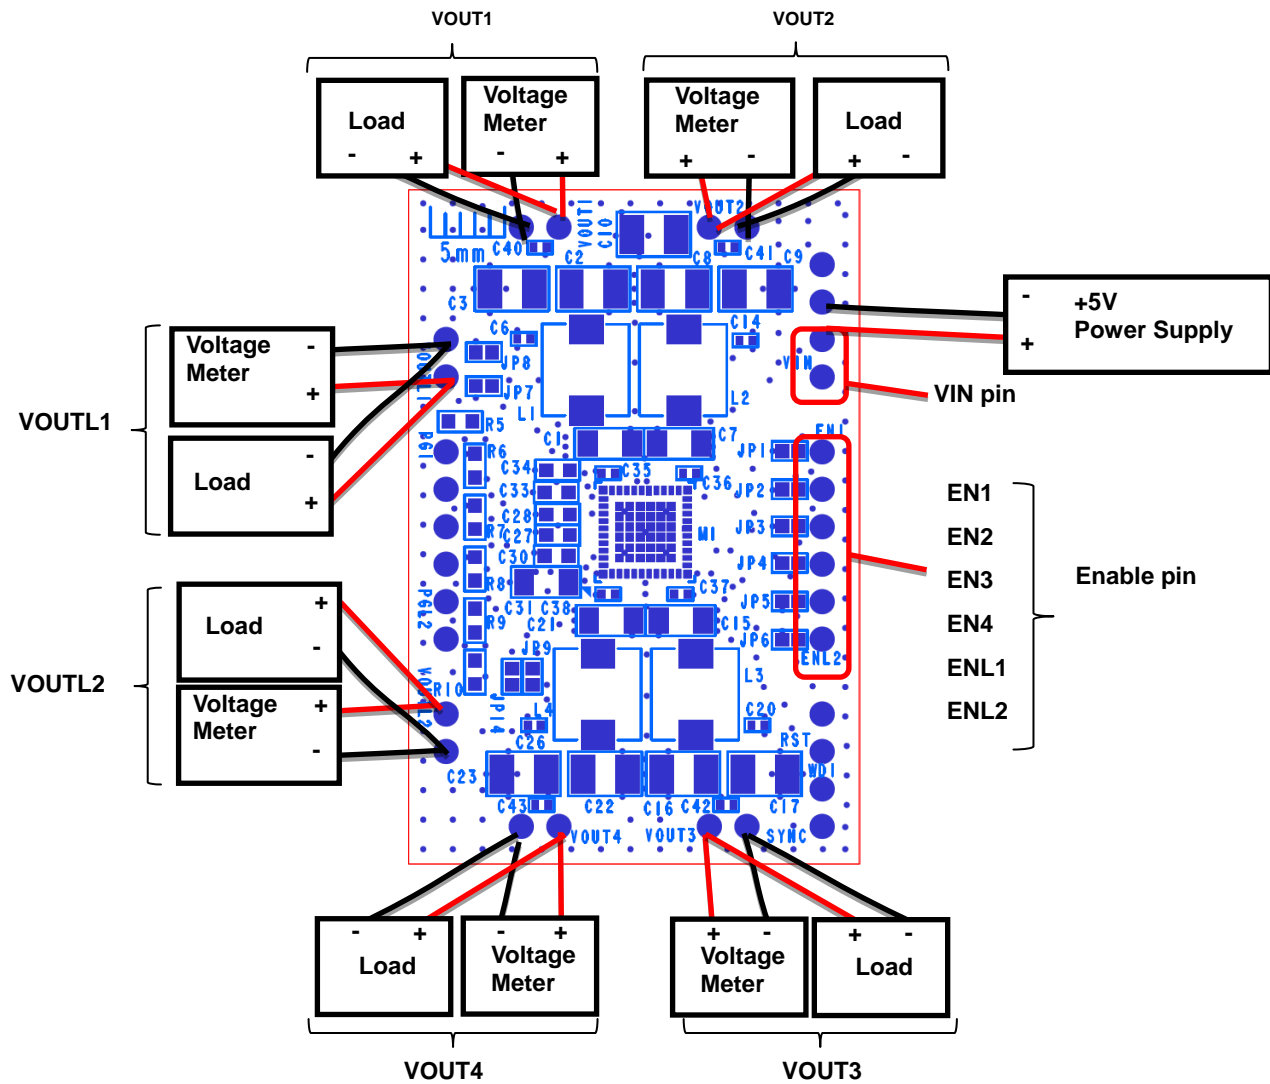 VOUT1
VOUT2
Load
- +
Voltage
Meter
- +
Voltage
Meter
+ -
Load
+ -
5mm
C40
VOUT1
C10
VOUT2
C41
C9
C3
C2
C8
- +5V
Power Supply
+
VOUTL1
Voltage
Meter
-
+
Load
-
+
C6
JP8
JP7
L1
L2
C14
VIN
VIN pin
R5
PG1
R6
C1
C7
C34
C35
C36
C33
C28
C27
C30
R7
R8
R9
M1
C31
C38
C37
C21
C15
EN1
JP1
JP2
JP3
JP4
JP5
JP6
ENL2
EN1
EN2
EN3
EN4
ENL1
ENL2
Enable pin
VOUTL2
Load
+
-
Voltage
Meter
+
-
PGL2
R10
JP9
JP14
L4
L3
C26
C20
RST
WDI
C23
C22
C16
C17
C43
C42
VOUT4
VOUT3
SYNC
- +
Load
- +
Voltage
Meter
+ -
Voltage
Meter
+ -
Load
VOUT4
VOUT3